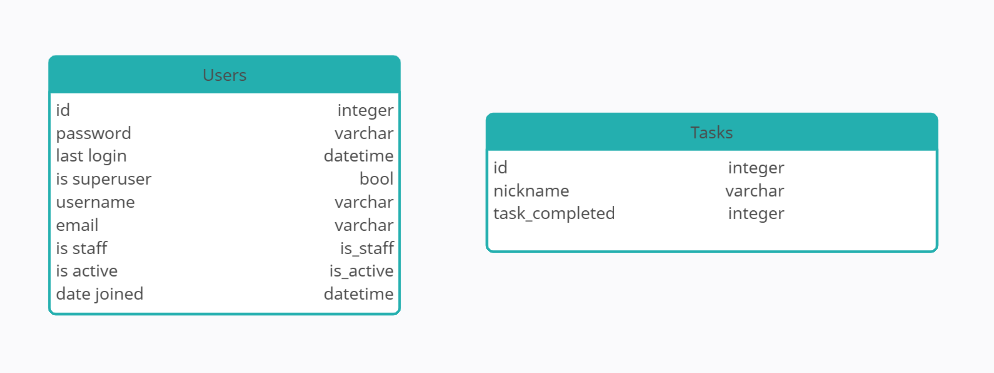 Users
id integer
password varchar
last login datetime
is superuser bool
username varchar
email varchar
is staff is_staff
is active is_active
date joined datetime
Tasks
id integer
nickname varchar
task_completed integer